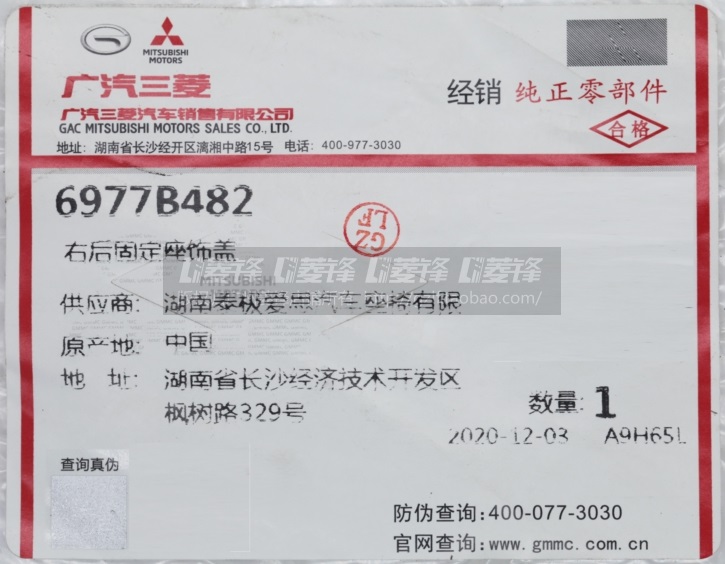 MITSUBISHI
MOTORS
广汽三菱
广汽三菱汽车销售有限公司
GAC MITSUBISHI MOTORS SALES CO., LTD.
地址: 湖南省长沙经开区漓湘中路15号 电话: 400-977-3030
经销 纯正零部件
合格
6977B482
GZ
LF
右后固定座饰盖
菱锋 菱锋 菱锋 菱锋
MITSUBISHI
供应商: 湖南泰极爱思汽车座椅有限
taobao.com/
原产地: 中国
地 址: 湖南省长沙经济技术开发区
枫树路329号
数量: 1
2020-12-03 A9H65L
查询真伪
防伪查询:400-077-3030
官网查询:www.gmmc.com.cn